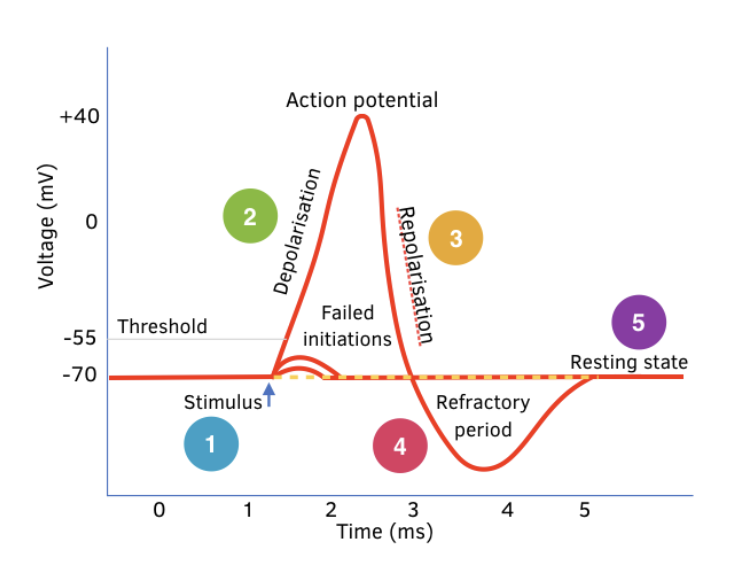 Action potential
+40
Voltage (mV)
0
-55
-70
2
Depolarisation
Repolarisation
3
Threshold
Failed
initiations
5
Resting state
Stimulus
1
4
Refractory
period
0 1 2 3 4 5
Time (ms)